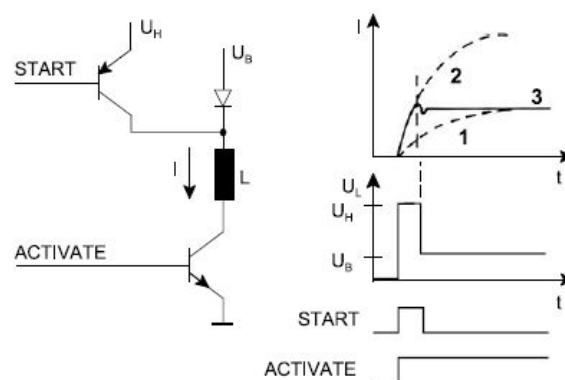 U_H
START
U_B
I
L
ACTIVATE
I
2
3
1
t
U_L
U_H
U_B
t
START
ACTIVATE